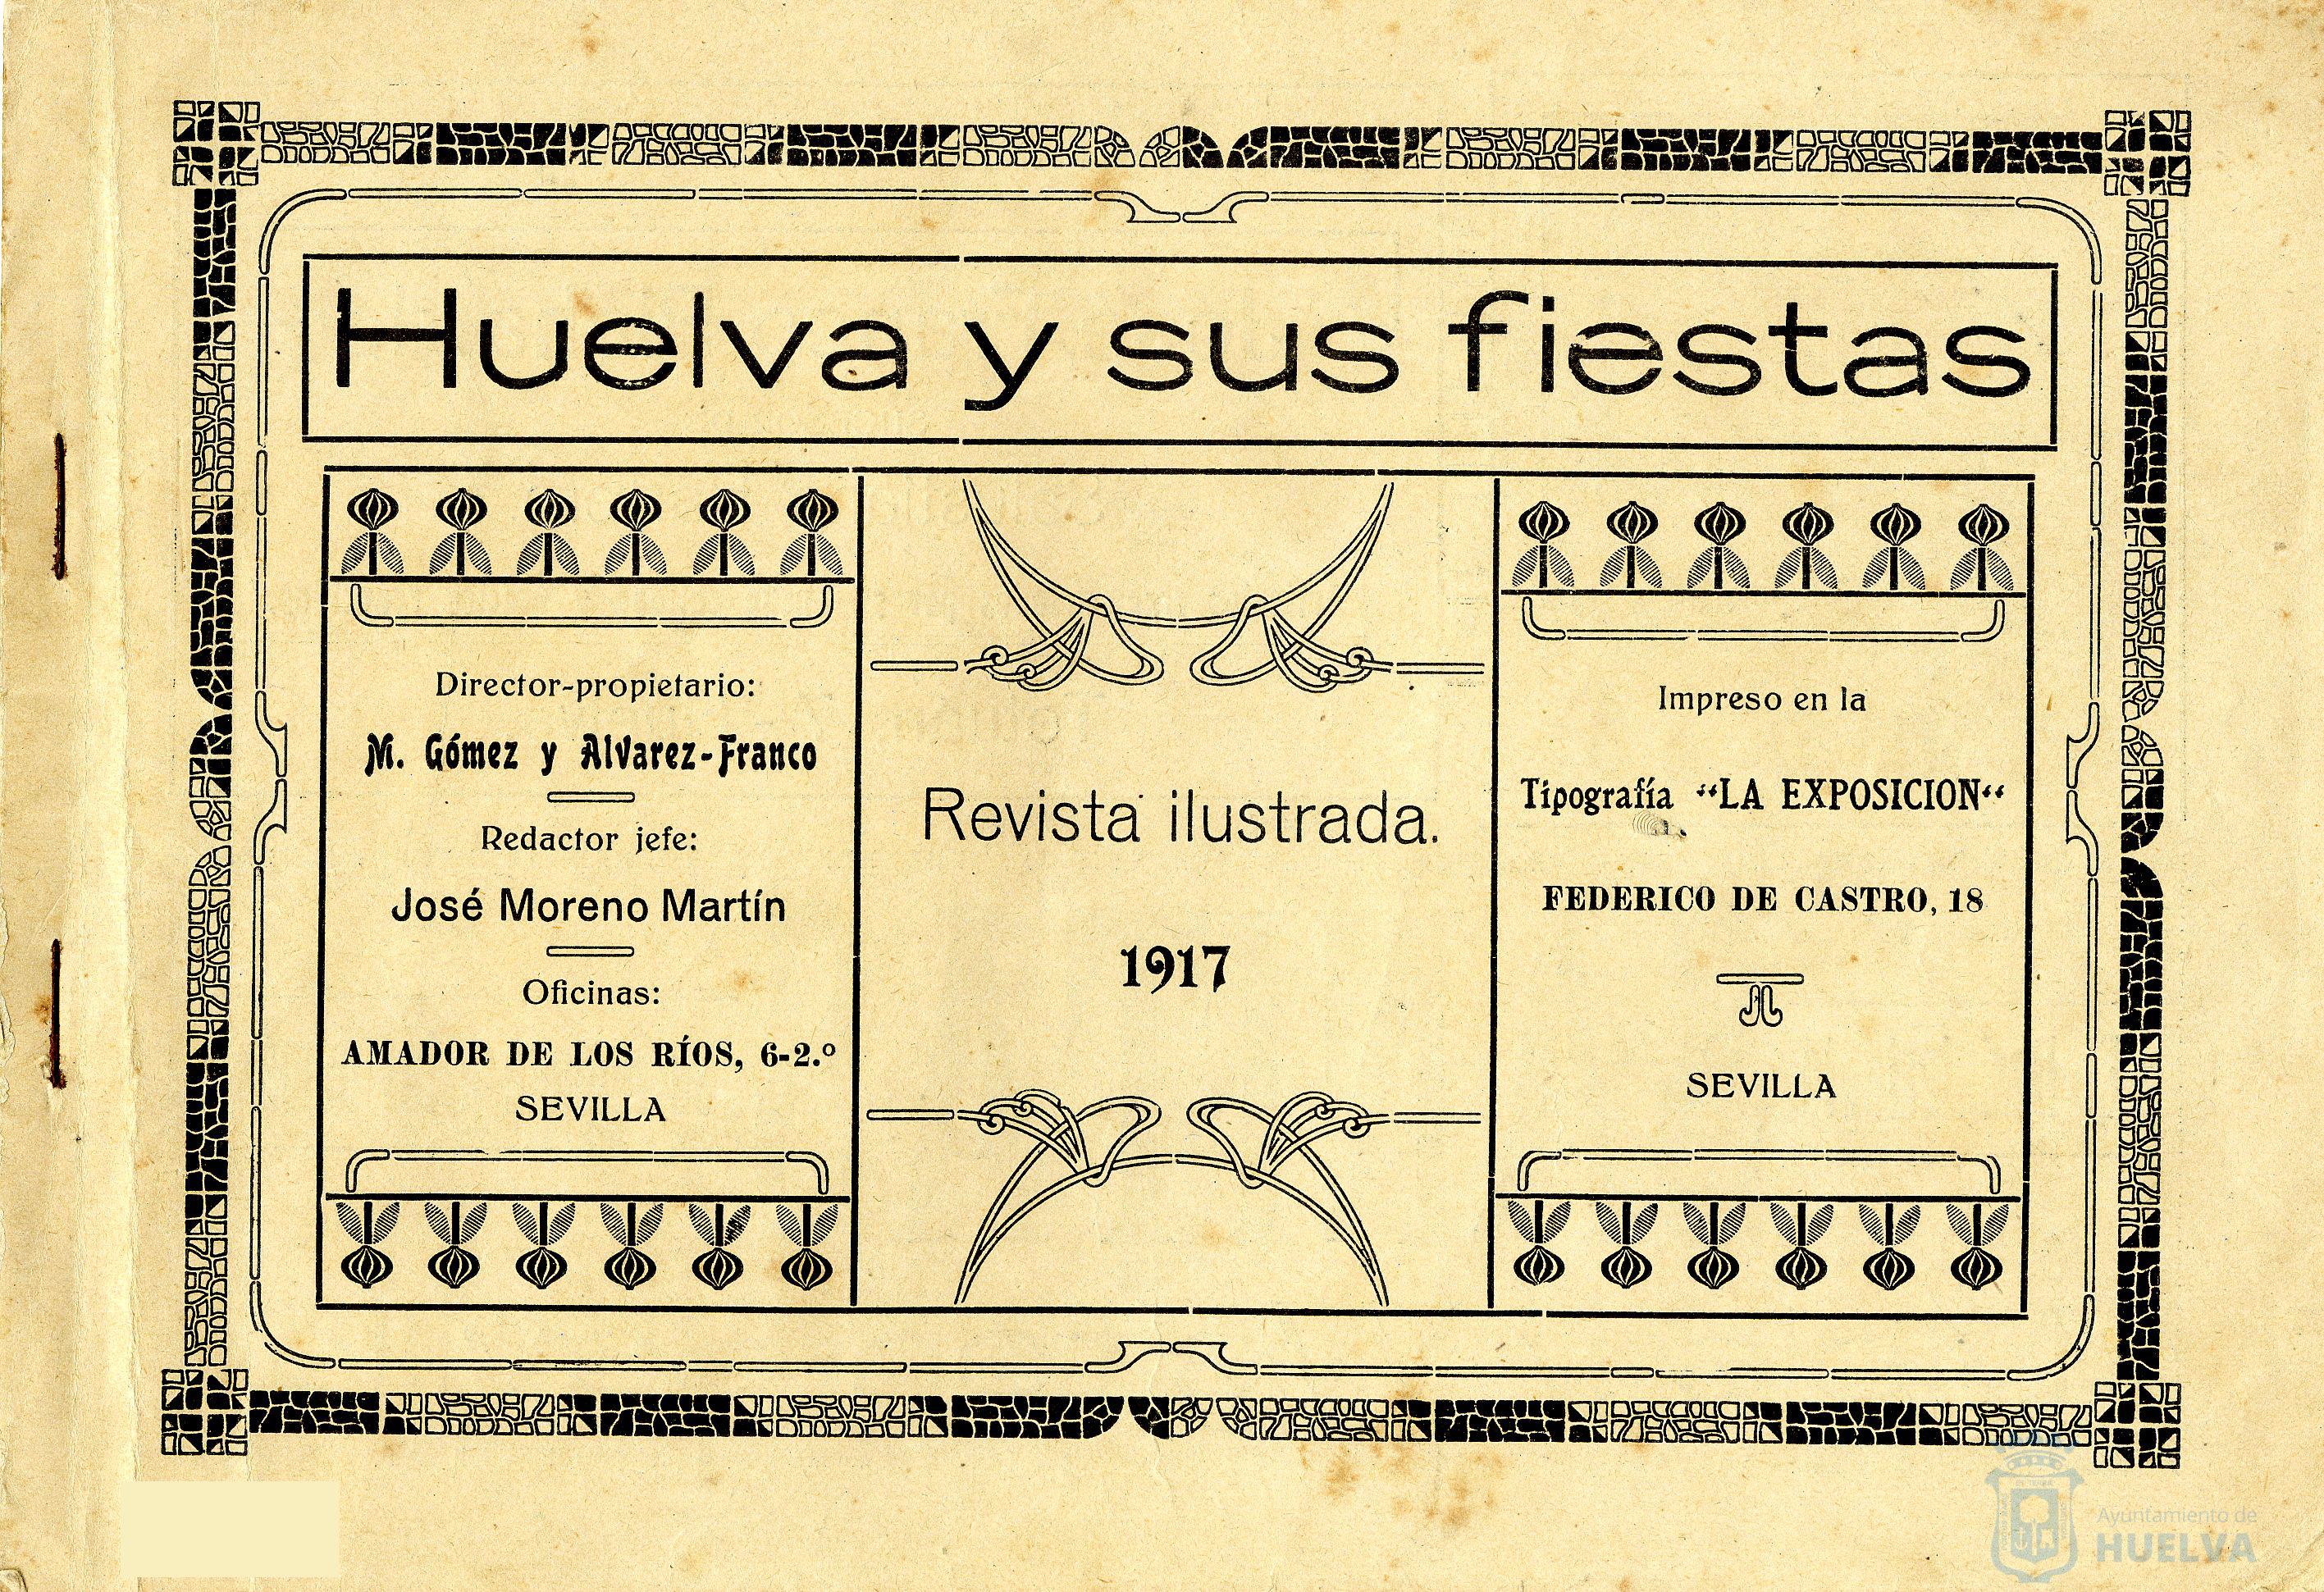 Huelva y sus fiestas
Director-propietario:
M. Gómez y Alvarez-Franco
Redactor jefe:
José Moreno Martín
Oficinas:
AMADOR DE LOS RÍOS, 6-2.º
SEVILLA
Revista ilustrada.
1917
Impreso en la
Tipografía “LA EXPOSICION“
FEDERICO DE CASTRO, 18
SEVILLA
Ayuntamiento de
HUELVA